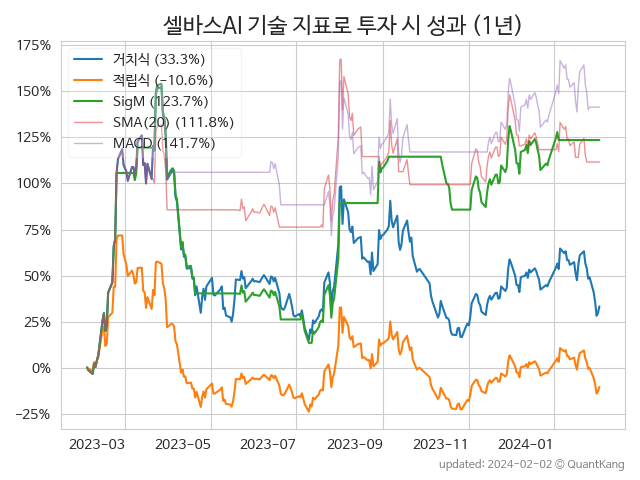 셀바스AI 기술 지표로 투자 시 성과 (1년)
175%
150%
125%
100%
75%
50%
25%
0%
−25%
거치식 (33.3%)
적립식 (−10.6%)
SigM (123.7%)
SMA(20) (111.8%)
MACD (141.7%)
2023-03 2023-05 2023-07 2023-09 2023-11 2024-01
updated: 2024-02-02 © QuantKang